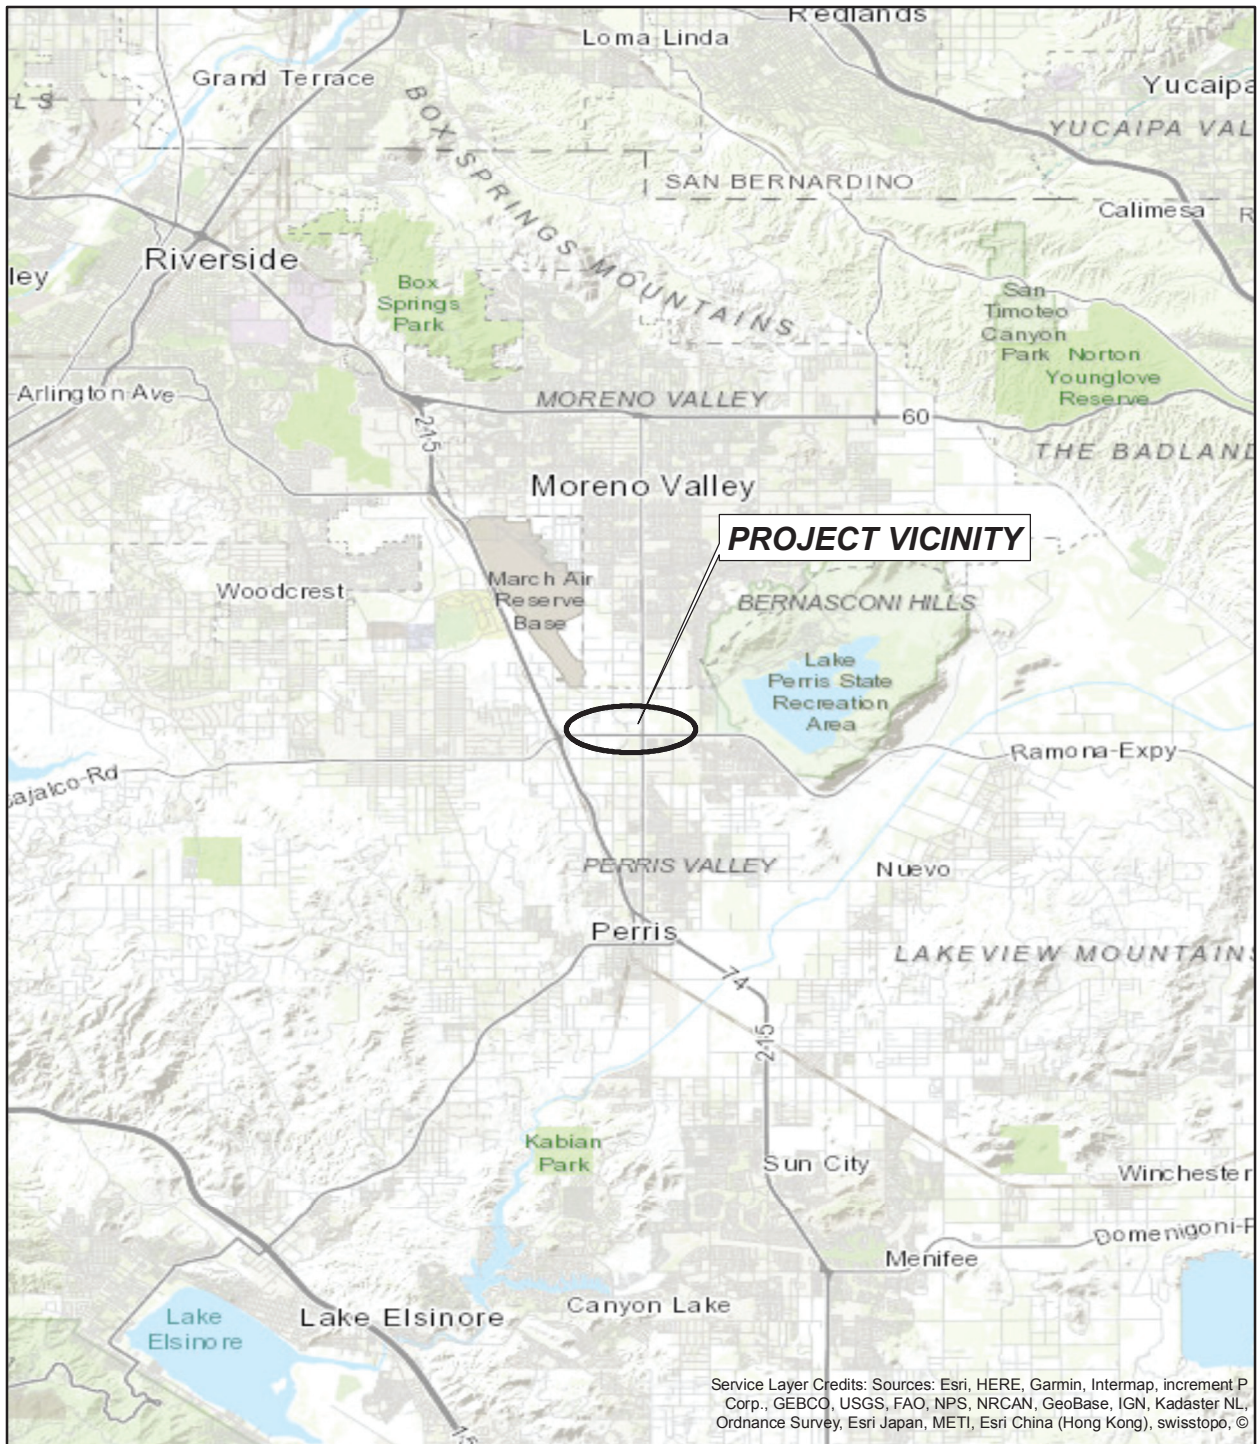 Redlands
Loma Linda
Grand Terrace
Yucaipa
LS
BOX SPRINGS MOUNTAINS
YUCAIPA VAL
SAN BERNARDINO
Calimesa
R
Riverside
ley
Box
Springs
Park
San
Timoteo
Canyon
Park
Norton
Younglove
Reserve
Arlington Ave
MORENO VALLEY
60
215
THE BADLAND
Moreno Valley
PROJECT VICINITY
March Air
Reserve
Base
Woodcrest
BERNASCONI HILLS
Lake
Perris State
Recreation
Area
Ramona-Expy
ajalco-Rd
PERRIS VALLEY
Nuevo
Perris
LAKEVIEW MOUNTAINS
74
215
Kabian
Park
Sun City
Winchester
Domenigoni-P
Menifee
Lake
Elsinore
Lake Elsinore
Canyon Lake
15
Service Layer Credits: Sources: Esri, HERE, Garmin, Intermap, increment P
Corp., GEBCO, USGS, FAO, NPS, NRCAN, GeoBase, IGN, Kadaster NL,
Ordnance Survey, Esri Japan, METI, Esri China (Hong Kong), swisstopo, ©